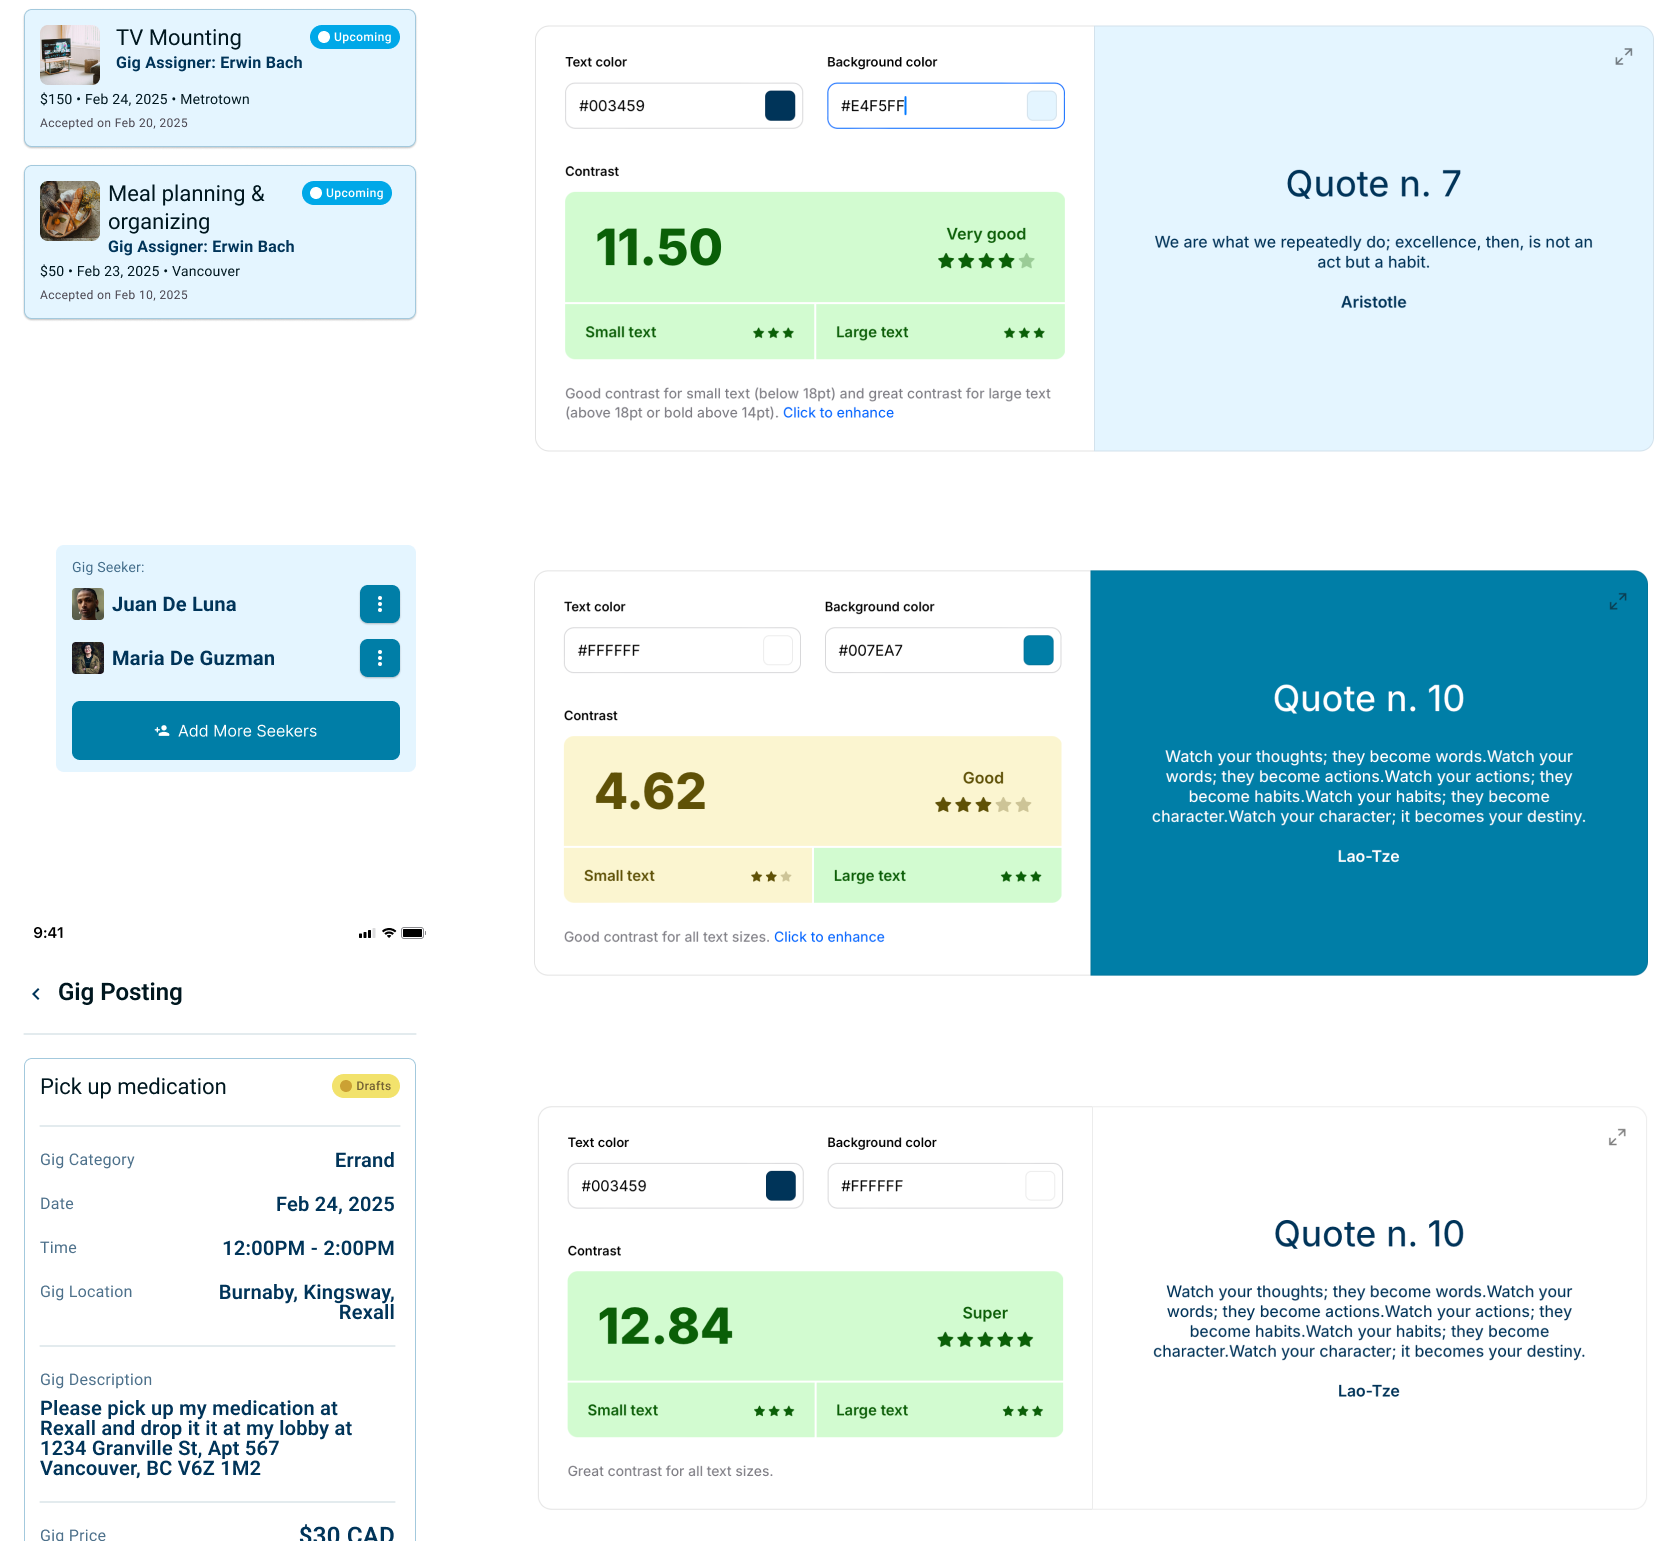 TV Mounting
Upcoming
Gig Assigner: Erwin Bach
$150 • Feb 24, 2025 • Metrotown
Accepted on Feb 20, 2025
Meal planning &
organizing
Upcoming
Gig Assigner: Erwin Bach
$50 • Feb 23, 2025 • Vancouver
Accepted on Feb 10, 2025
Text color
Background color
#003459
#E4F5FF
Contrast
11.50
Very good
Small text
Large text
Good contrast for small text (below 18pt) and great contrast for large text
(above 18pt or bold above 14pt). Click to enhance
Quote n. 7
We are what we repeatedly do; excellence, then, is not an
act but a habit.
Aristotle
Gig Seeker:
Juan De Luna
Maria De Guzman
Add More Seekers
Text color
Background color
#FFFFFF
#007EA7
Contrast
4.62
Good
Small text
Large text
Good contrast for all text sizes. Click to enhance
Quote n. 10
Watch your thoughts; they become words.Watch your
words; they become actions.Watch your actions; they
become habits.Watch your habits; they become
character.Watch your character; it becomes your destiny.
Lao-Tze
9:41
Gig Posting
Pick up medication
Drafts
Gig Category
Errand
Date
Feb 24, 2025
Time
12:00PM - 2:00PM
Gig Location
Burnaby, Kingsway,
Rexall
Gig Description
Please pick up my medication at
Rexall and drop it it at my lobby at
1234 Granville St, Apt 567
Vancouver, BC V6Z 1M2
Gig Price
$30 CAD
Text color
Background color
#003459
#FFFFFF
Contrast
12.84
Super
Small text
Large text
Great contrast for all text sizes.
Quote n. 10
Watch your thoughts; they become words.Watch your
words; they become actions.Watch your actions; they
become habits.Watch your habits; they become
character.Watch your character; it becomes your destiny.
Lao-Tze